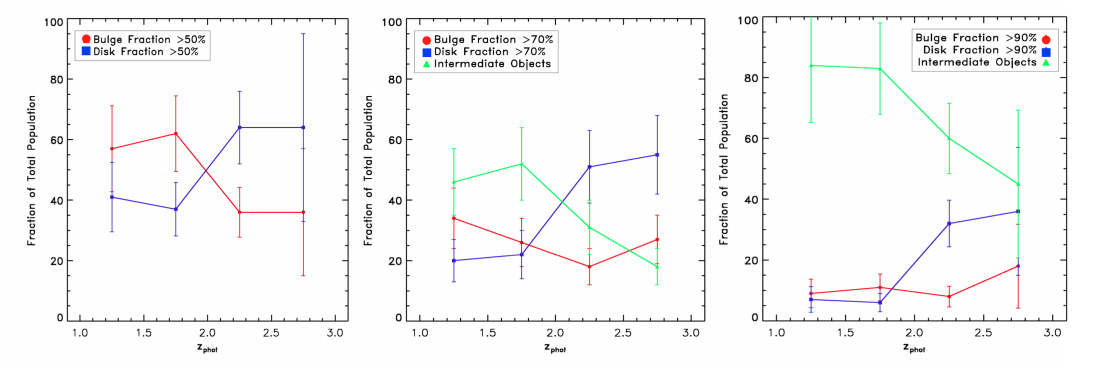 Bulge Fraction >50%
Disk Fraction >50%
Fraction of Total Population
100
80
60
40
20
0
1.0 1.5 2.0 2.5 3.0
zphot
Bulge Fraction >70%
Disk Fraction >70%
Intermediate Objects
Fraction of Total Population
100
80
60
40
20
0
1.0 1.5 2.0 2.5 3.0
zphot
Bulge Fraction >90%
Disk Fraction >90%
Intermediate Objects
Fraction of Total Population
100
80
60
40
20
0
1.0 1.5 2.0 2.5 3.0
zphot